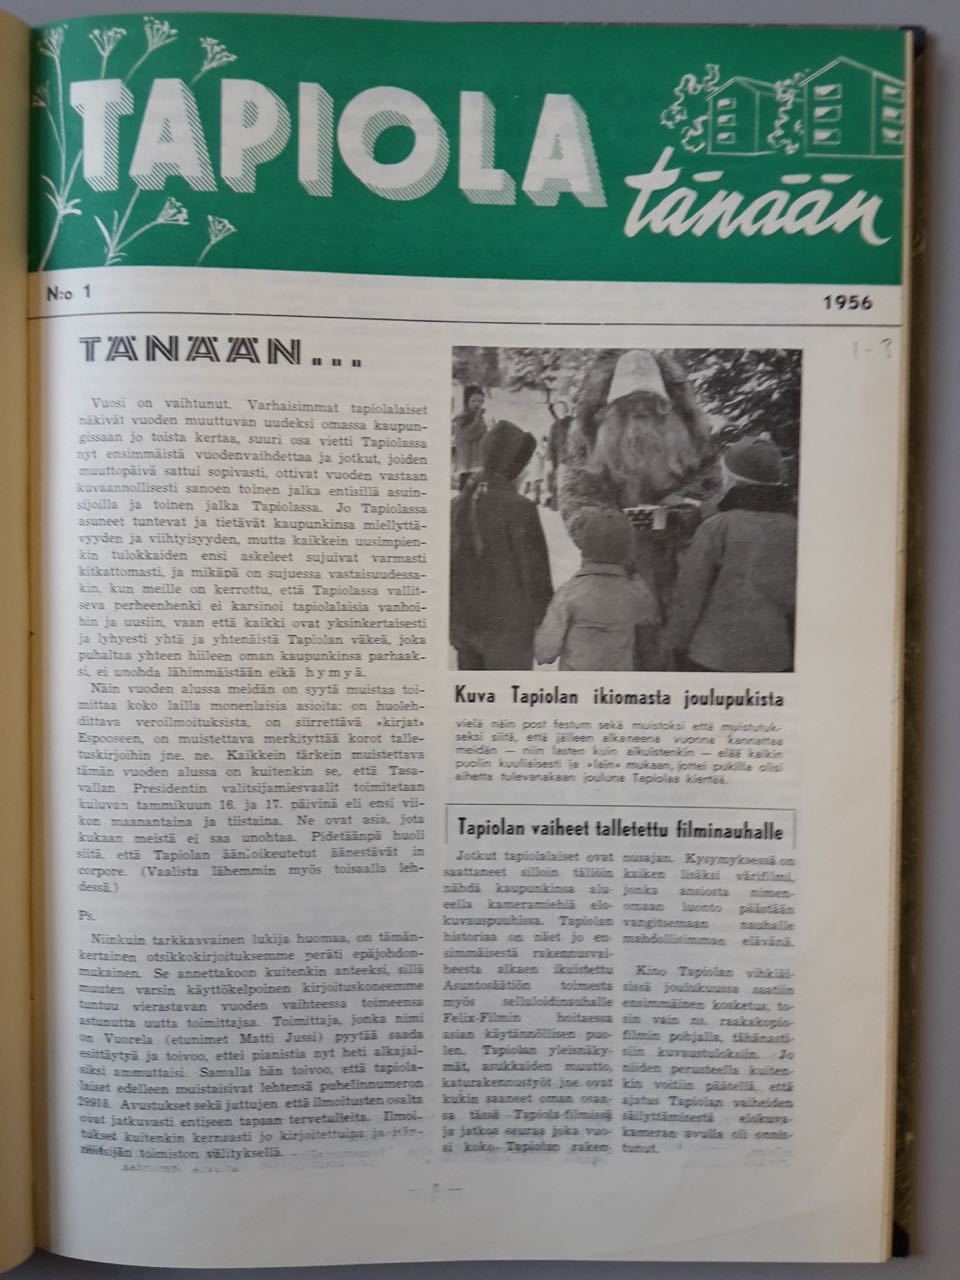 TAPIOLA
tänään
N:o 1
1956
1-3
TÄNÄÄN...
Vuosi on vaihtunut. Varhaisimmat tapiolalaiset
näkivät vuoden muuttuvan uudeksi omassa kaupun-
gissaan jo toista kertaa, suuri osa vietti Tapiolassa
nyt ensimmäistä vuodenvaihdettaa ja jotkut, joiden
muuttopäivä sattui sopivasti, ottivat vuoden vastaan
kuvaannollisesti sanoen toinen jalka entisillä asuin-
sijoilla ja toinen jalka Tapiolassa. Jo Tapiolassa
asuneet tuntevat ja tietävät kaupunkinsa miellyttä-
vyyden ja viihtyisyyden, mutta kaikkein uusimpien-
kin tulokkaiden ensi askeleet sujuivat varmasti
kitkattomasti, ja mikäpä on sujuessa vastaisuudessa-
kin, kun meille on kerrottu, että Tapiolassa vallit-
seva perheenhenki ei karsinoi tapiolalaisia vanhoi-
hin ja uusiin, vaan että kaikki ovat yksinkertaisesti
ja lyhyesti yhtä ja yhtenäistä Tapiolan väkeä, joka
puhaltaa yhteen hiileen oman kaupunkinsa parhaak-
si, ei unohda lähimmäistään eikä hymyä.
Näin vuoden alussa meidän on syytä muistaa toi-
mittaa koko lailla monenlaisia asioita: on huoleh-
dittava veroilmoituksista, on siirrettävä »kirjat»
Espooseen, on muistettava merkityttää korot talle-
tuskirjoihin jne. ne. Kaikkein tärkein muistettava
tämän vuoden alussa on kuitenkin se, että Tasa-
vallan Presidentin valitsijamiesvaalit toimitetaan
kuluvan tammikuun 16. ja 17. päivinä eli ensi vii-
kon maanantaina ja tiistaina. Ne ovat asia, jota
kukaan meistä ei saa unohtaa. Pidetäänpä huoli
siitä, että Tapiolan äänioikeutetut äänestävät in
corpore. (Vaalista lähemmin myös toisaalla leh-
dessä.)
Ps.
Niinkuin tarkkaavainen lukija huomaa, on tämän-
kertainen otsikkokirjoituksemme peräti epäjohdon-
mukainen. Se annettakoon kuitenkin anteeksi, sillä
muuten varsin käyttökelpoinen kirjoituskoneemme
tuntuu vierastavan vuoden vaihteessa toimeensa
astunutta uutta toimittajaa. Toimittaja, jonka nimi
on Vuorela (etunimet Matti Jussi) pyytää saada
esittäytyä ja toivoo, ettei pianistia nyt heti alkajai-
siksi ammuttaisi. Samalla hän toivoo, että tapiola-
laiset edelleen muistaisivat lehtensä puhelinnumeron
29918. Avustukset sekä juttujen että ilmoitusten osalta
ovat jatkuvasti entiseen tapaan tervetulleita. Ilmoi-
tukset kuitenkin kernaasti jo kirjoitettuina ja isän-
nöitsijän toimiston välityksellä.
Kuva Tapiolan ikiomasta joulupukista
vielä näin post festum sekä muistoksi että muistutuk-
seksi siitä, että jälleen alkaneena vuonna kannattaa
meidän — niin lasten kuin aikuistenkin — elää kaikin
puolin kuuliaisesti ja »lain» mukaan, jottei pukilla olisi
aihetta tulevanakaan jouluna Tapiolaa kiertää.
Tapiolan vaiheet talletettu filminauhalle
Jotkut tapiolalaiset ovat
saattaneet silloin tällöin
nähdä kaupunkinsa alu-
eella kameramiehiä elo-
kuvauspuuhissa. Tapiolan
historiaa on näet jo en-
simmäisestä rakennusvai-
heesta alkaen ikuistettu
Asuntosäätiön toimesta
myös selluloidinauhalle
Felix-Filmin hoitaessa
asian käytännöllisen puo-
len. Tapiolan yleisnäky-
mät, asukkaiden muutto,
katurakennustyöt jne. ovat
kukin saaneet oman osan-
sa tässä Tapiola-filmissä
ja jatkoa seuraa joka vuo-
si koko Tapiolan raken-
nusajan. Kysymyksessä on
kaiken lisäksi värifilmi,
jonka ansiosta nimen-
omaan luonto päästään
vangitsemaan nauhalle
mahdollisimman elävänä.
Kino Tapiolan vihkiäi-
sissä joulukuussa saatiin
ensimmäinen kosketus, to-
sin vain ns. raakakopio-
filmin pohjalla, tähänasti-
siin kuvaustuloksiin. Jo
niiden perusteella kuiten-
kin voitiin päätellä, että
ajatus Tapiolan vaiheiden
säilyttämisestä elokuva-
kameran avulla oli onnis-
tunut.